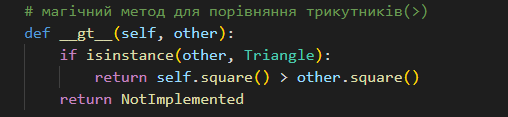 # магічний метод для порівняння трикутників(>)
def __gt__(self, other):
    if isinstance(other, Triangle):
        return self.square() > other.square()
    return NotImplemented